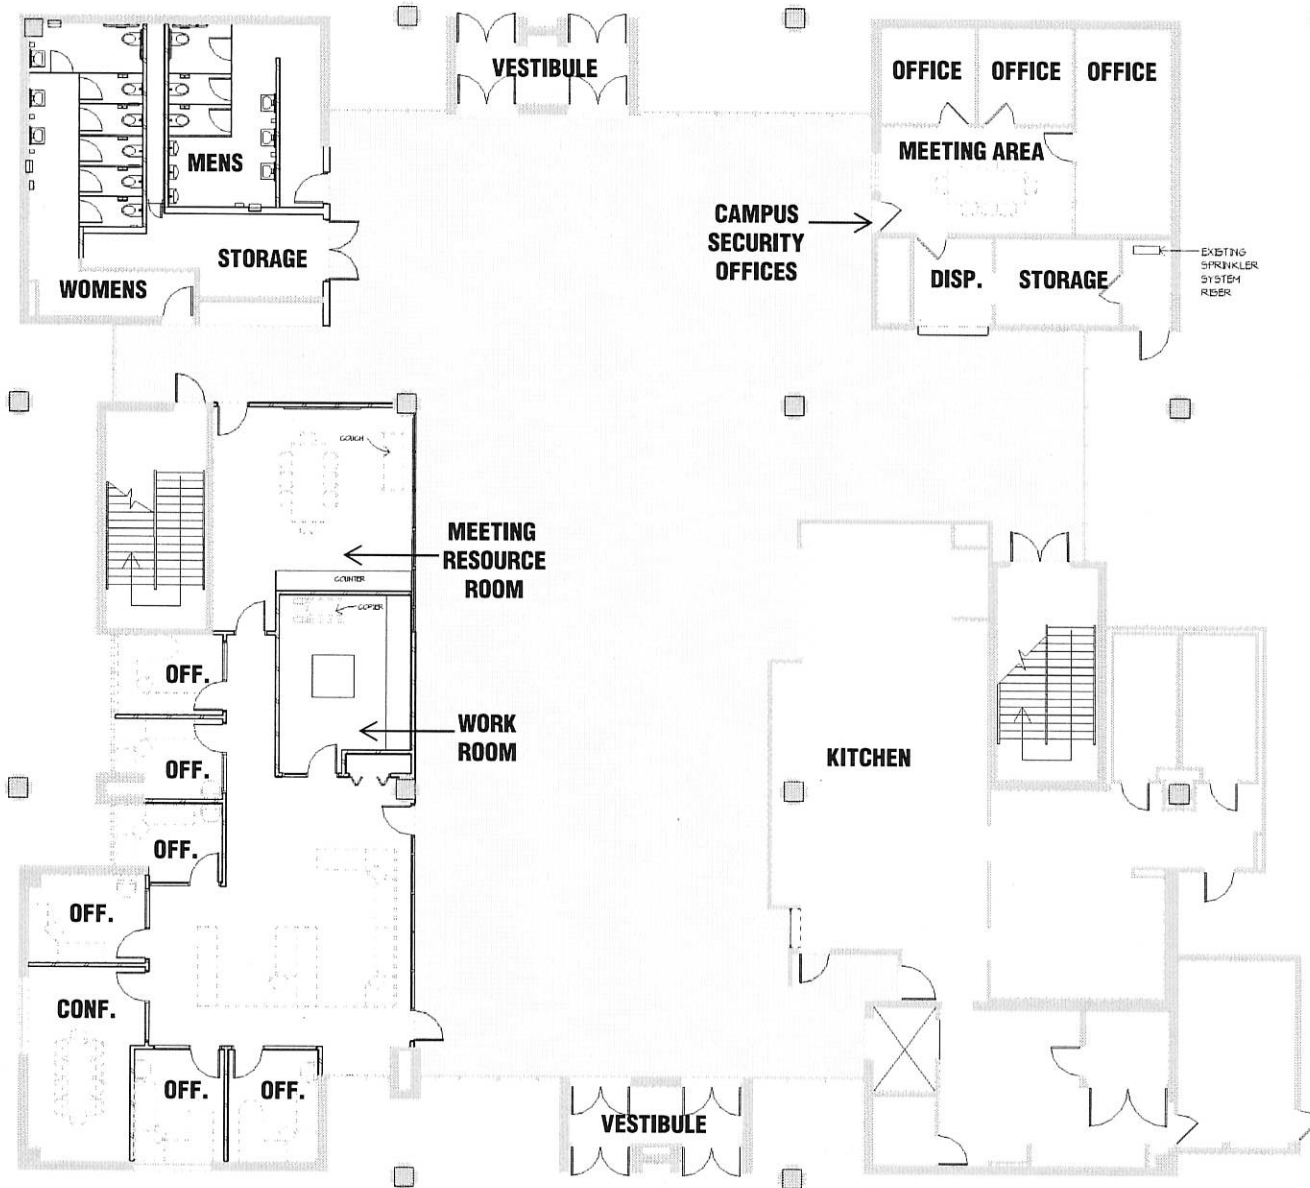 VESTIBULE
OFFICE
OFFICE
OFFICE
MENS
MEETING AREA
CAMPUS
SECURITY
OFFICES
STORAGE
WOMENS
DISP.
STORAGE
EXISTING
SPRINKLER
SYSTEM
RISER
COUCH
MEETING
RESOURCE
ROOM
COUNTER
COPIER
OFF.
WORK
ROOM
OFF.
KITCHEN
OFF.
OFF.
CONF.
OFF.
OFF.
VESTIBULE